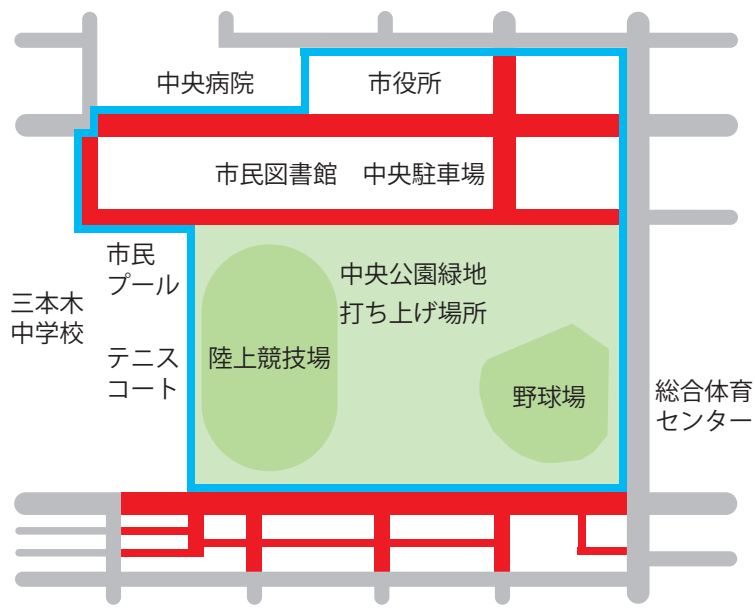 中央病院
市役所
市民図書館
中央駐車場
市民
プール
中央公園緑地
打ち上げ場所
三本木
中学校
テニス
コート
陸上競技場
野球場
総合体育
センター